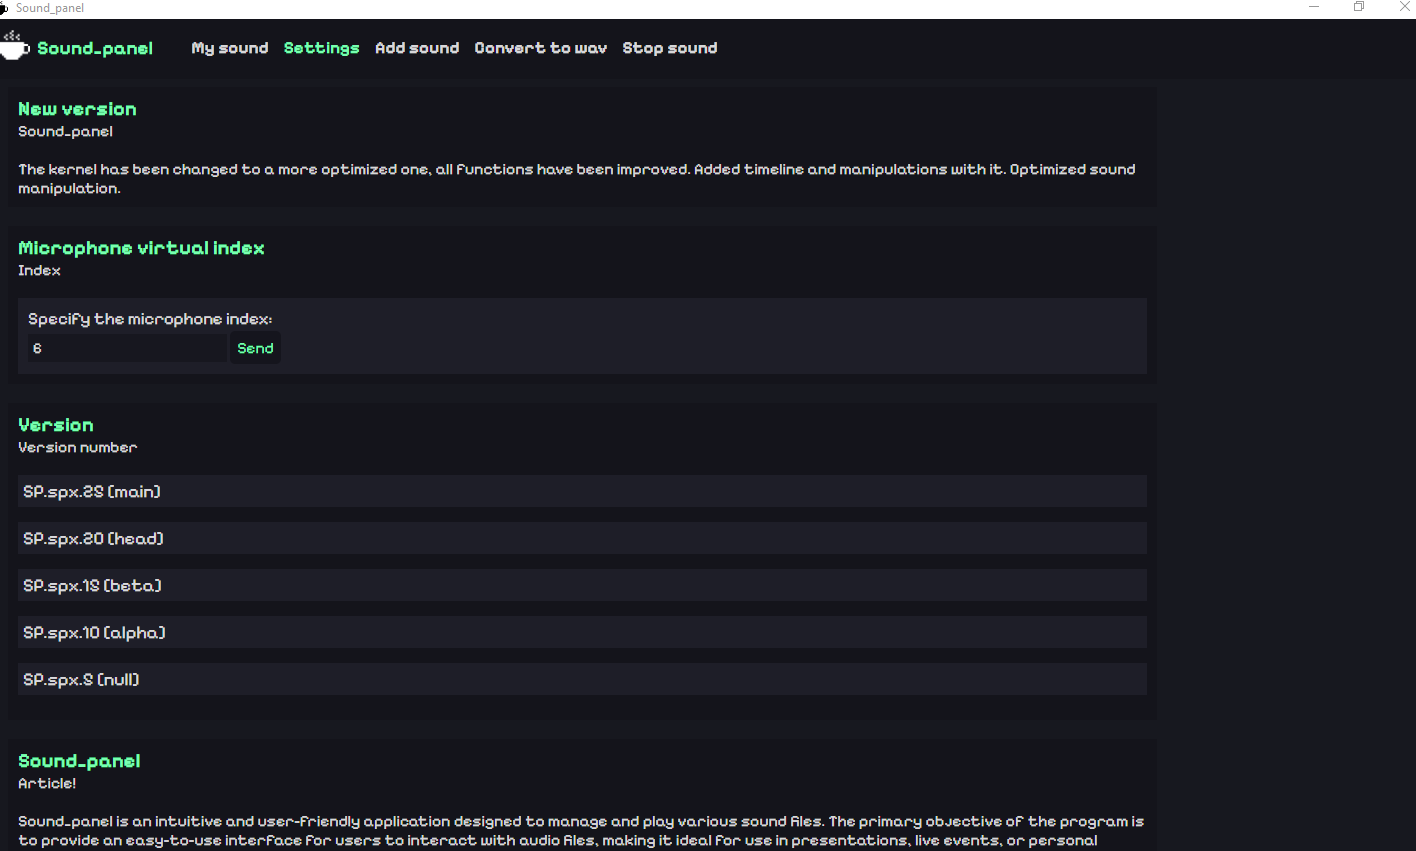 Sound_panel
Sound_panel My sound Settings Add sound Convert to wav Stop sound
New version
Sound_panel
The kernel has been changed to a more optimized one, all functions have been improved. Added timeline and manipulations with it. Optimized sound
manipulation.
Microphone virtual index
Index
Specify the microphone index:
6 Send
Version
Version number
SP.spx.25 (main)
SP.spx.20 (head)
SP.spx.15 (beta)
SP.spx.10 (alpha)
SP.spx.5 (null)
Sound_panel
Article!
Sound_panel is an intuitive and user-friendly application designed to manage and play various sound files. The primary objective of the program is
to provide an easy-to-use interface for users to interact with audio files, making it ideal for use in presentations, live events, or personal